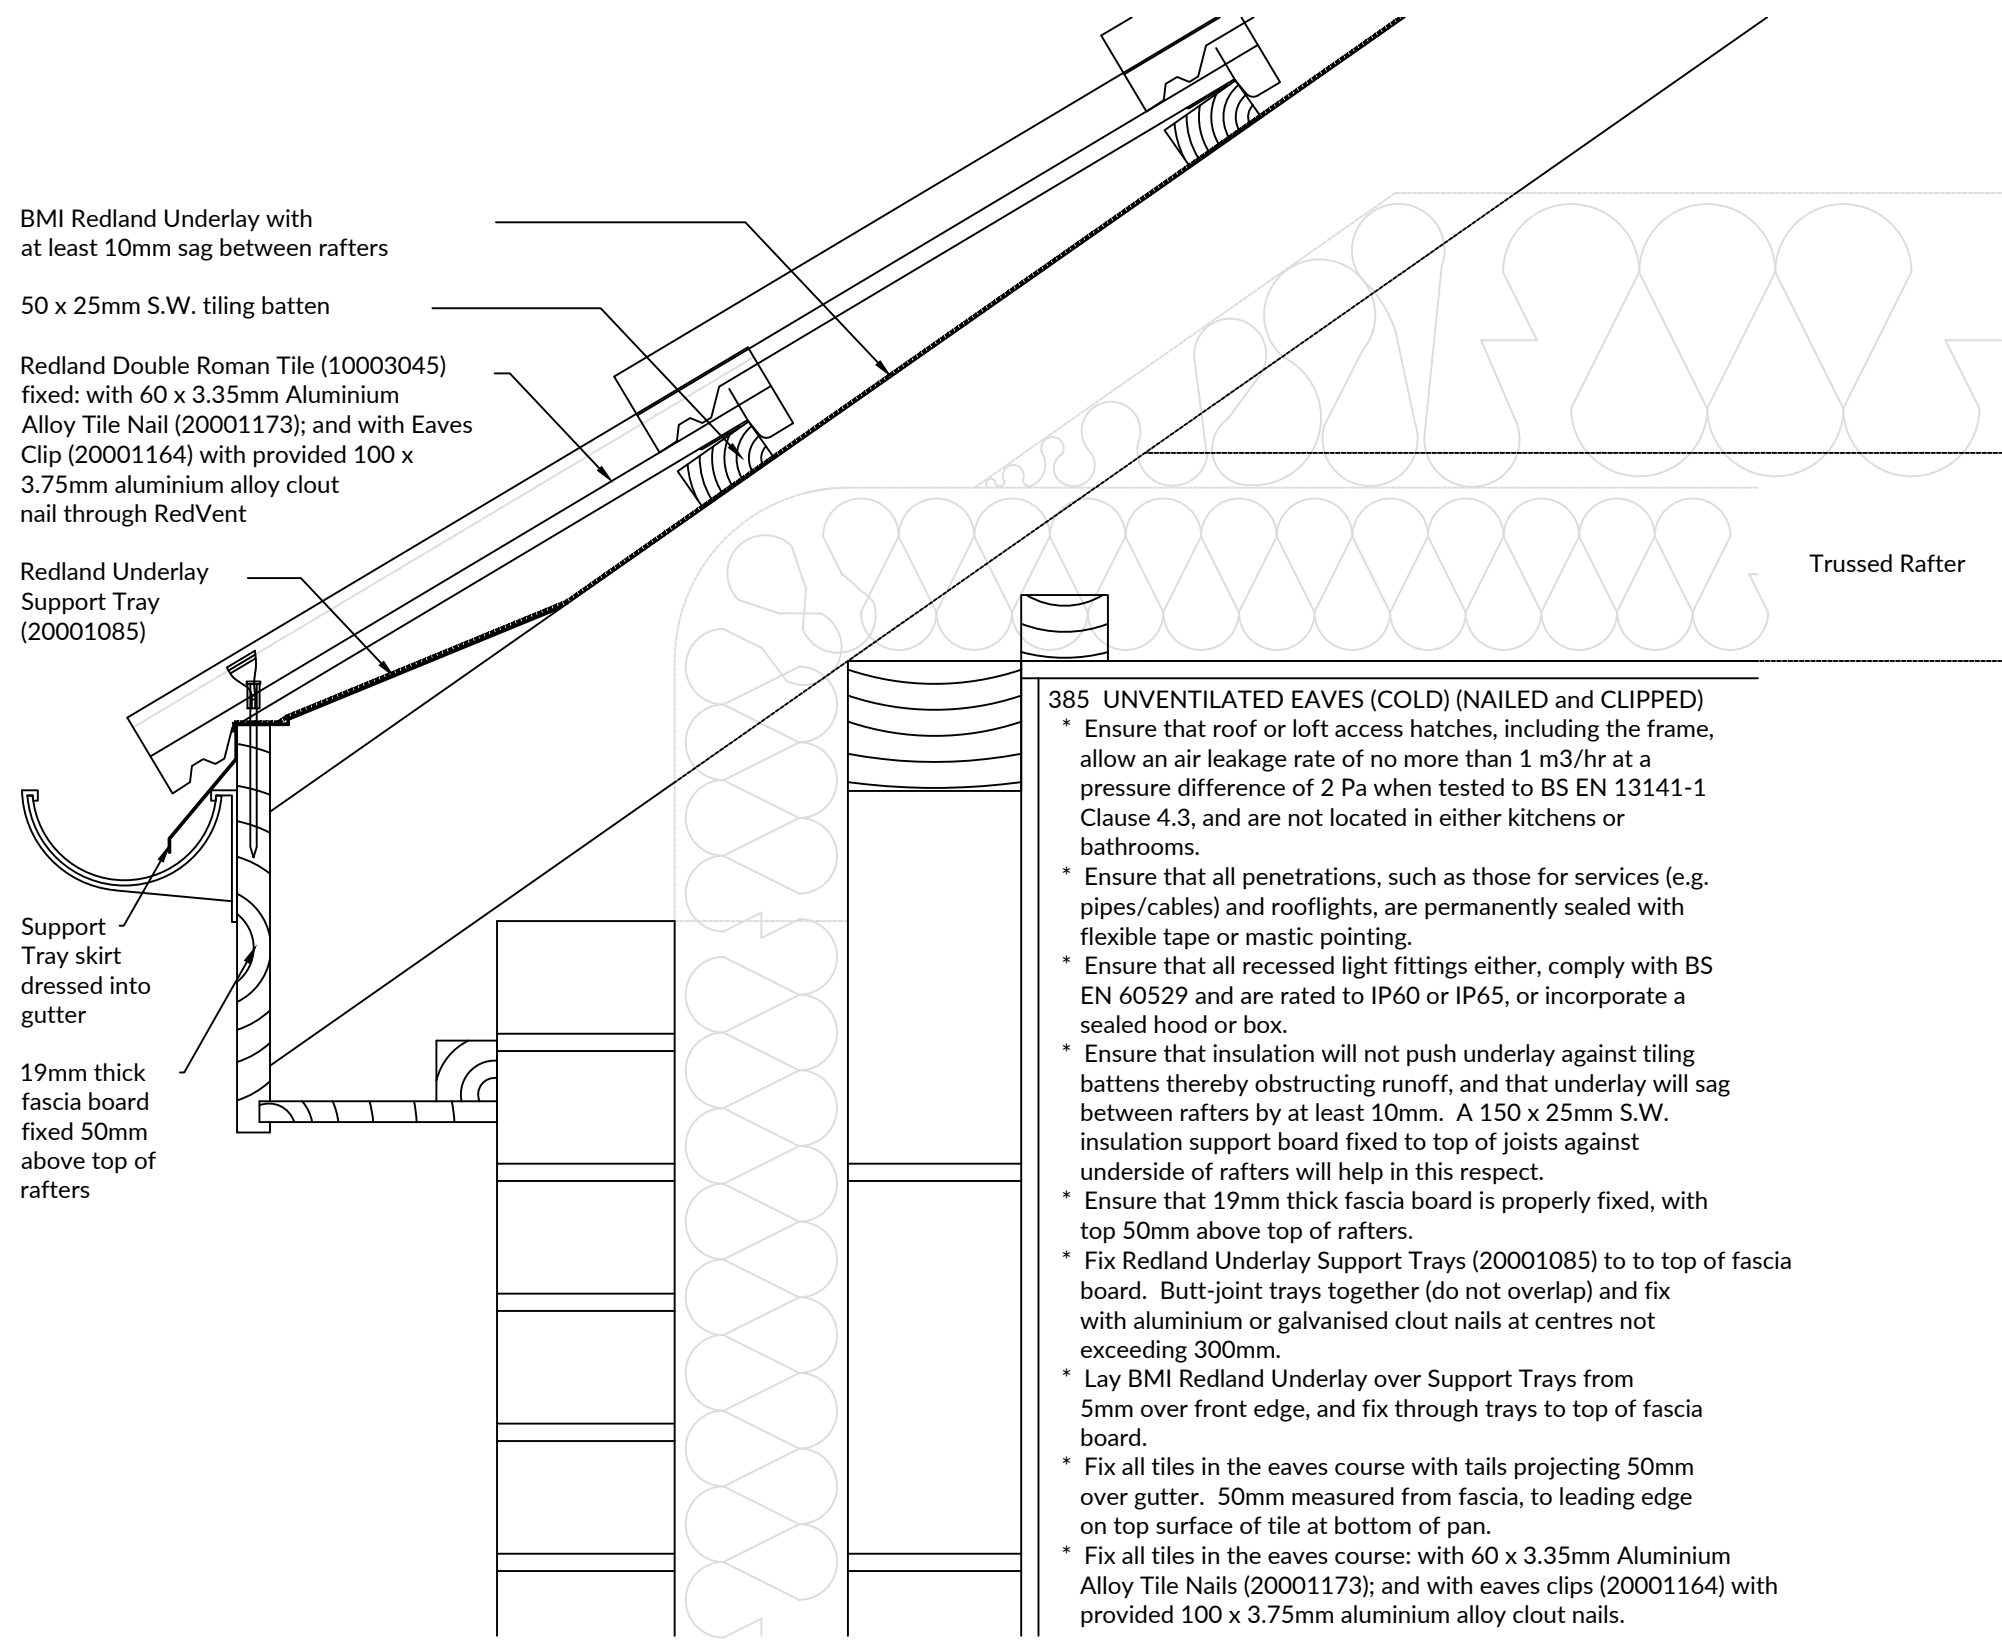 BMI Redland Underlay with
at least 10mm sag between rafters
50 x 25mm S.W. tiling batten
Redland Double Roman Tile (10003045)
fixed: with 60 x 3.35mm Aluminium
Alloy Tile Nail (20001173); and with Eaves
Clip (20001164) with provided 100 x
3.75mm aluminium alloy clout
nail through RedVent
Redland Underlay
Support Tray
(20001085)
Support
Tray skirt
dressed into
gutter
19mm thick
fascia board
fixed 50mm
above top of
rafters
Trussed Rafter
385 UNVENTILATED EAVES (COLD) (NAILED and CLIPPED)
* Ensure that roof or loft access hatches, including the frame,
allow an air leakage rate of no more than 1 m3/hr at a
pressure difference of 2 Pa when tested to BS EN 13141-1
Clause 4.3, and are not located in either kitchens or
bathrooms.
* Ensure that all penetrations, such as those for services (e.g.
pipes/cables) and rooflights, are permanently sealed with
flexible tape or mastic pointing.
* Ensure that all recessed light fittings either, comply with BS
EN 60529 and are rated to IP60 or IP65, or incorporate a
sealed hood or box.
* Ensure that insulation will not push underlay against tiling
battens thereby obstructing runoff, and that underlay will sag
between rafters by at least 10mm. A 150 x 25mm S.W.
insulation support board fixed to top of joists against
underside of rafters will help in this respect.
* Ensure that 19mm thick fascia board is properly fixed, with
top 50mm above top of rafters.
* Fix Redland Underlay Support Trays (20001085) to to top of fascia
board. Butt-joint trays together (do not overlap) and fix
with aluminium or galvanised clout nails at centres not
exceeding 300mm.
* Lay BMI Redland Underlay over Support Trays from
5mm over front edge, and fix through trays to top of fascia
board.
* Fix all tiles in the eaves course with tails projecting 50mm
over gutter. 50mm measured from fascia, to leading edge
on top surface of tile at bottom of pan.
* Fix all tiles in the eaves course: with 60 x 3.35mm Aluminium
Alloy Tile Nails (20001173); and with eaves clips (20001164) with
provided 100 x 3.75mm aluminium alloy clout nails.